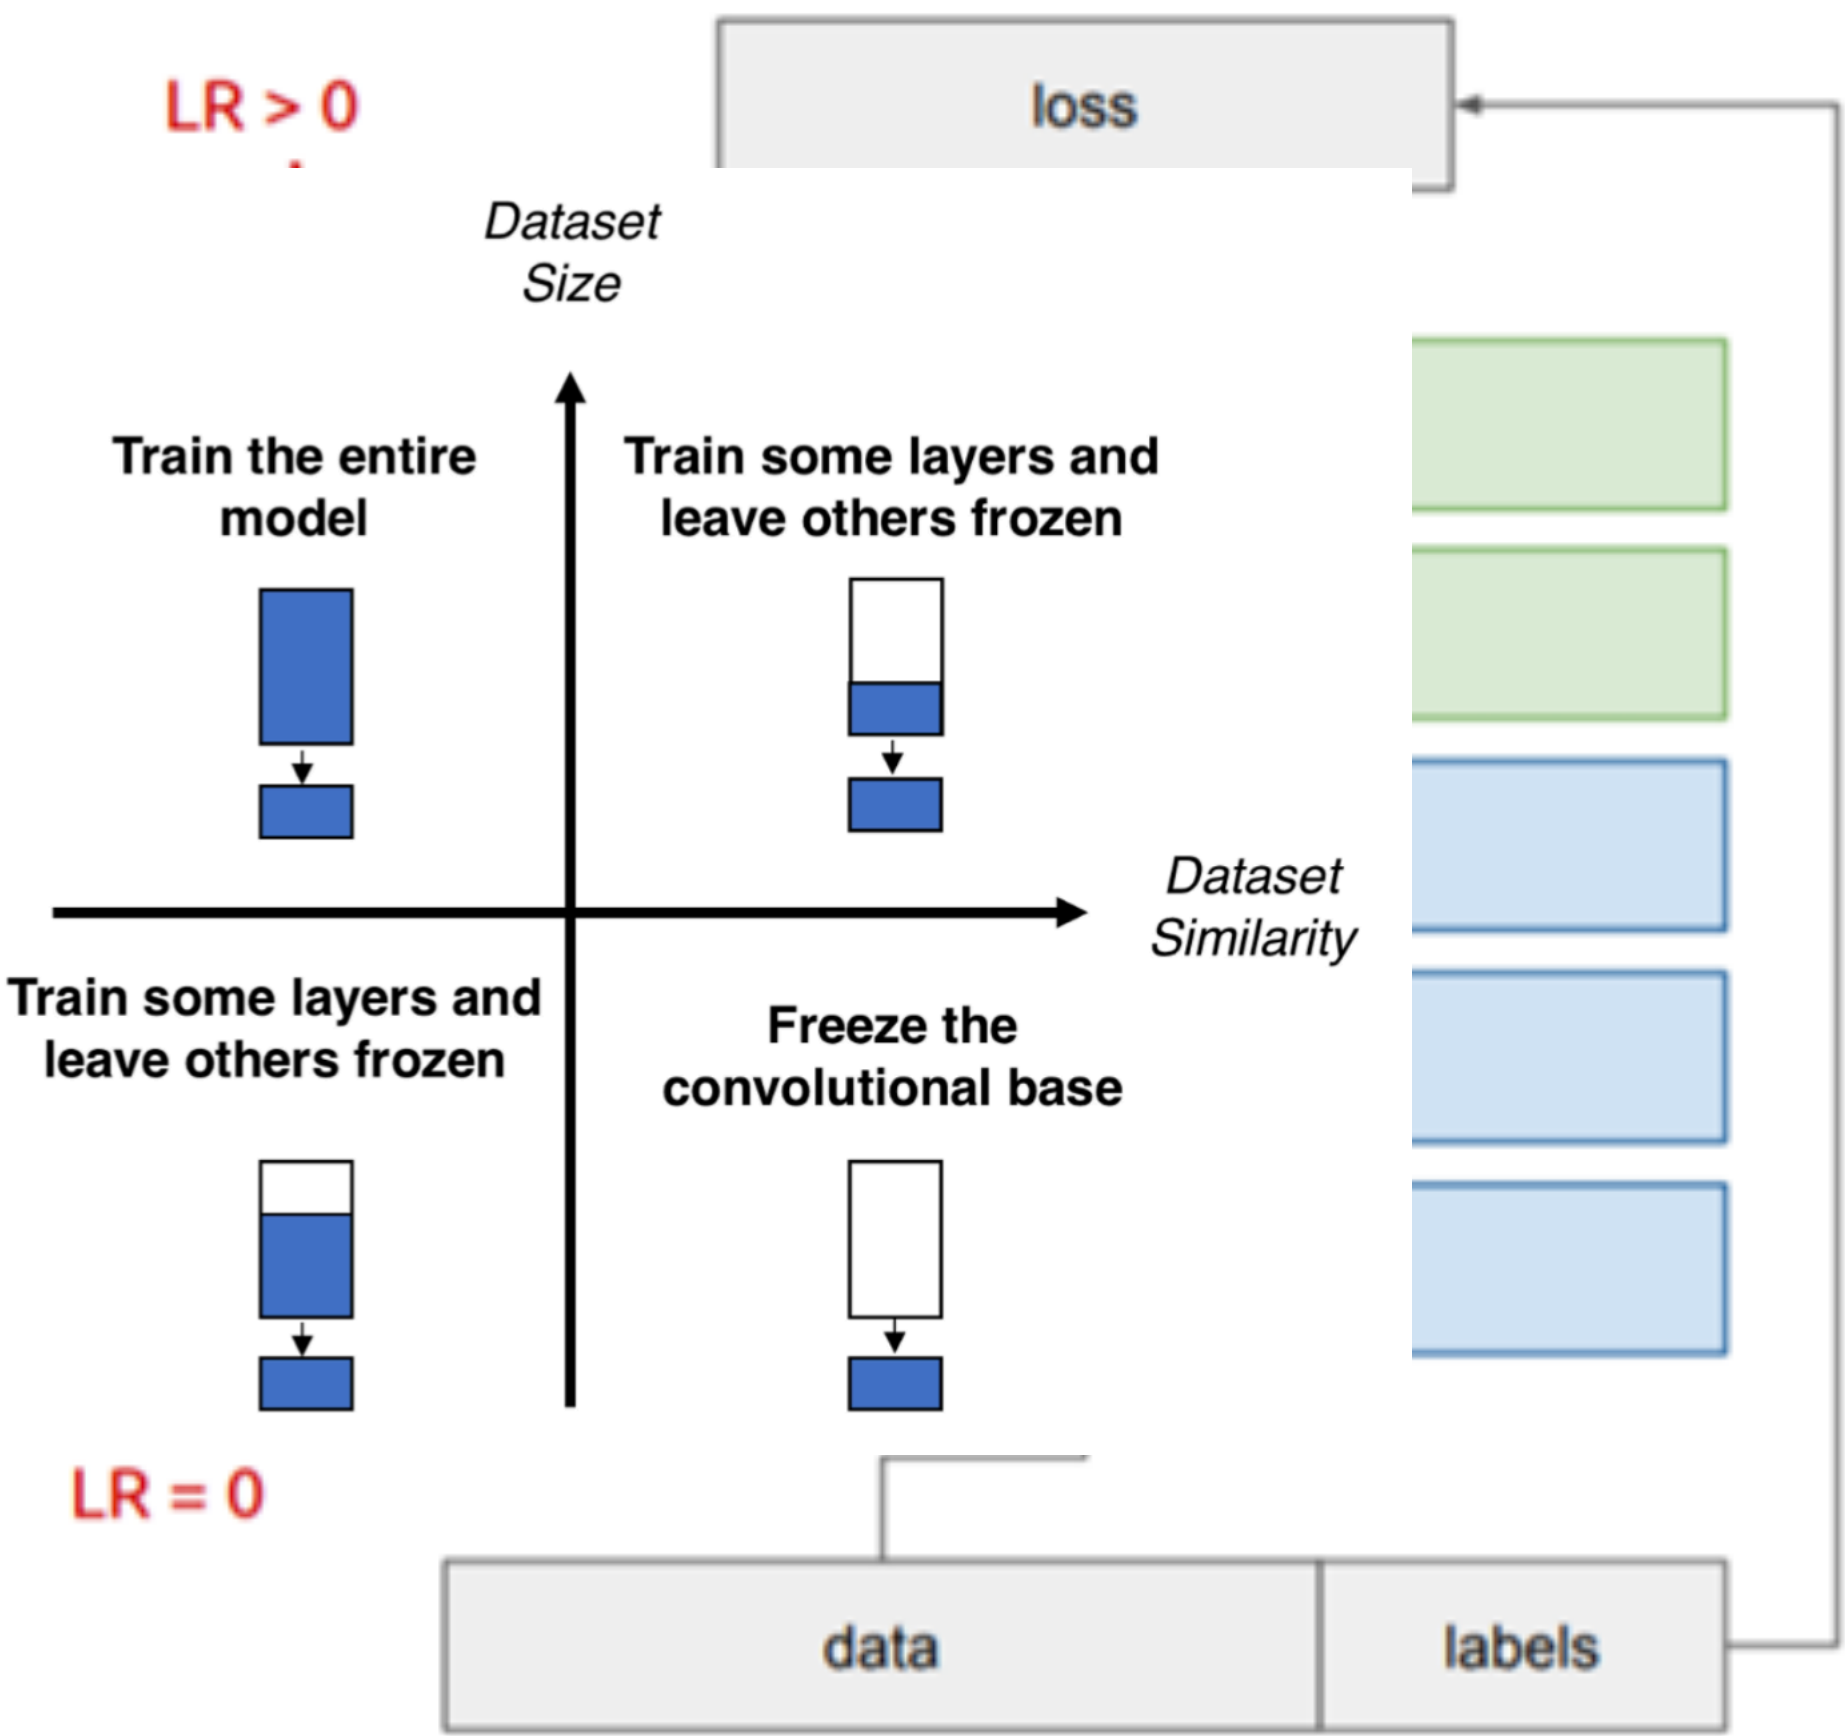 LR > 0
loss
Dataset
Size
Train the entire
model
Train some layers and
leave others frozen
Dataset
Similarity
Train some layers and
leave others frozen
Freeze the
convolutional base
LR = 0
data
labels